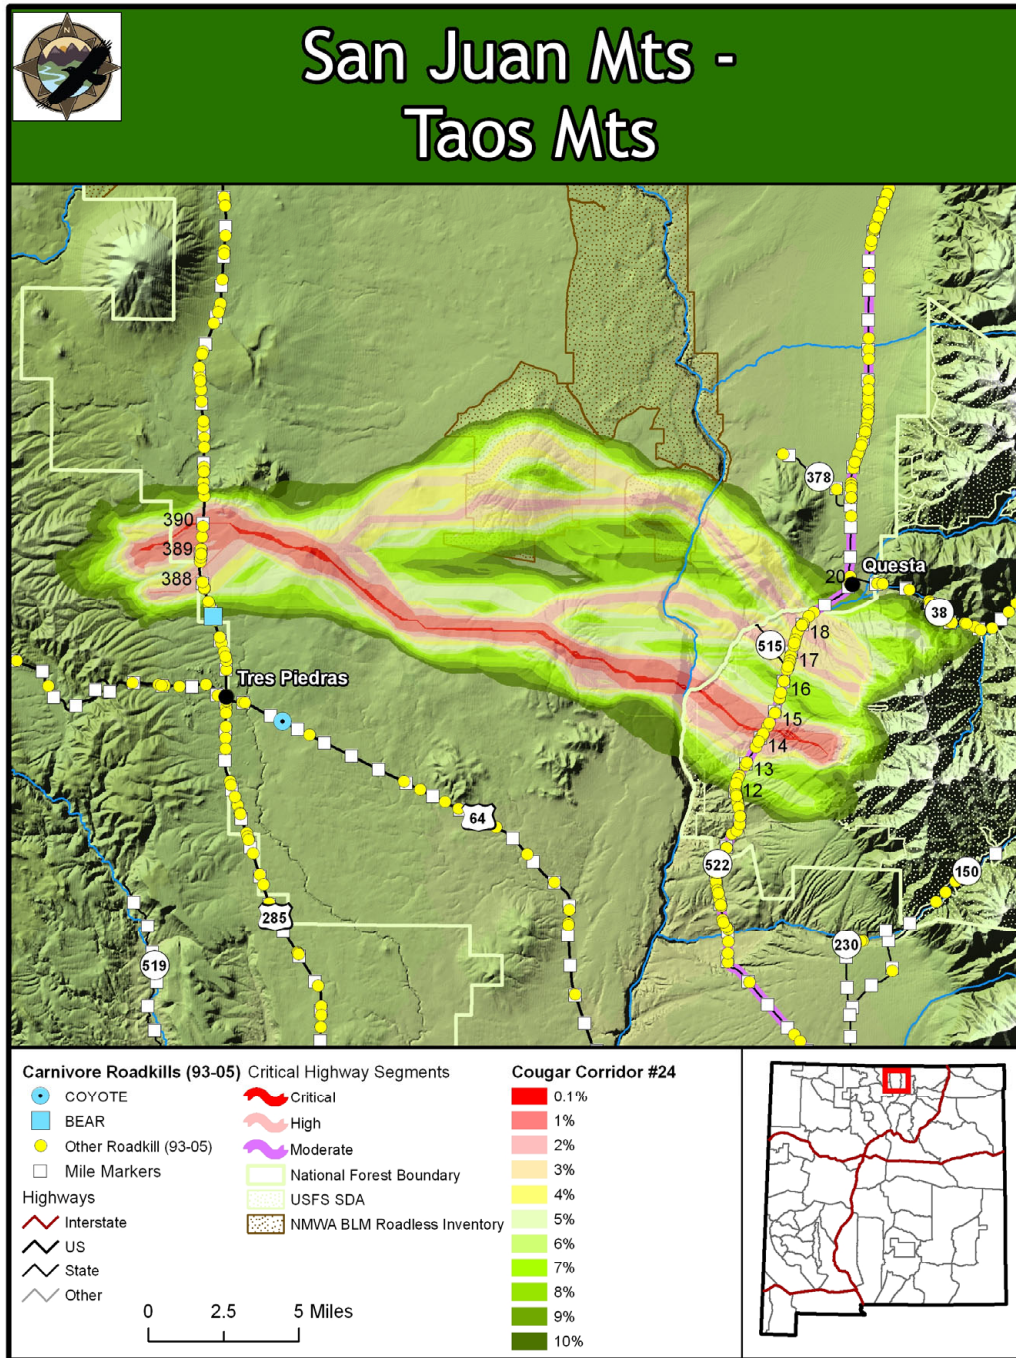 N
San Juan Mts -
Taos Mts
390
389
388
378
20
Questa
38
18
515
17
16
15
14
13
12
Tres Piedras
64
522
150
285
230
519
Carnivore Roadkills (93-05)
COYOTE
BEAR
Other Roadkill (93-05)
Mile Markers
Highways
Interstate
US
State
Other
Critical Highway Segments
Critical
High
Moderate
National Forest Boundary
USFS SDA
NMWA BLM Roadless Inventory
0 2.5 5 Miles
Cougar Corridor #24
0.1%
1%
2%
3%
4%
5%
6%
7%
8%
9%
10%